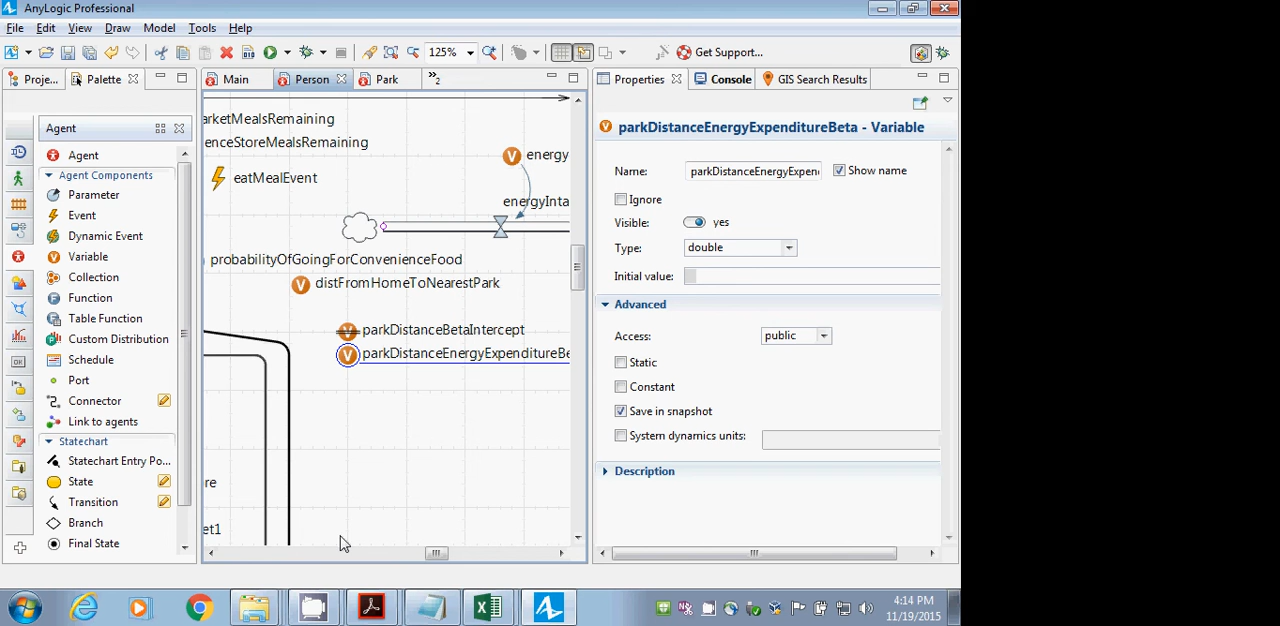 AnyLogic Professional
File Edit View Draw Model Tools Help
125% Get Support...
Proje... Palette Main Person Park »2 Properties Console GIS Search Results
Agent
Agent
Agent Components
Parameter
Event
Dynamic Event
Variable
Collection
Function
Table Function
Custom Distribution
Schedule
Port
Connector
Link to agents
Statechart
Statechart Entry Po...
State
Transition
Branch
Final State
arketMealsRemaining
enceStoreMealsRemaining
energy
eatMealEvent
energyInta
probabilityOfGoingForConvenienceFood
distFromHomeToNearestPark
parkDistanceBetaIntercept
parkDistanceEnergyExpenditureBe
re
et1
parkDistanceEnergyExpenditureBeta - Variable
Name: parkDistanceEnergyExpen Show name
Ignore
Visible: yes
Type: double
Initial value:
Advanced
Access: public
Static
Constant
Save in snapshot
System dynamics units:
Description
4:14 PM
11/19/2015